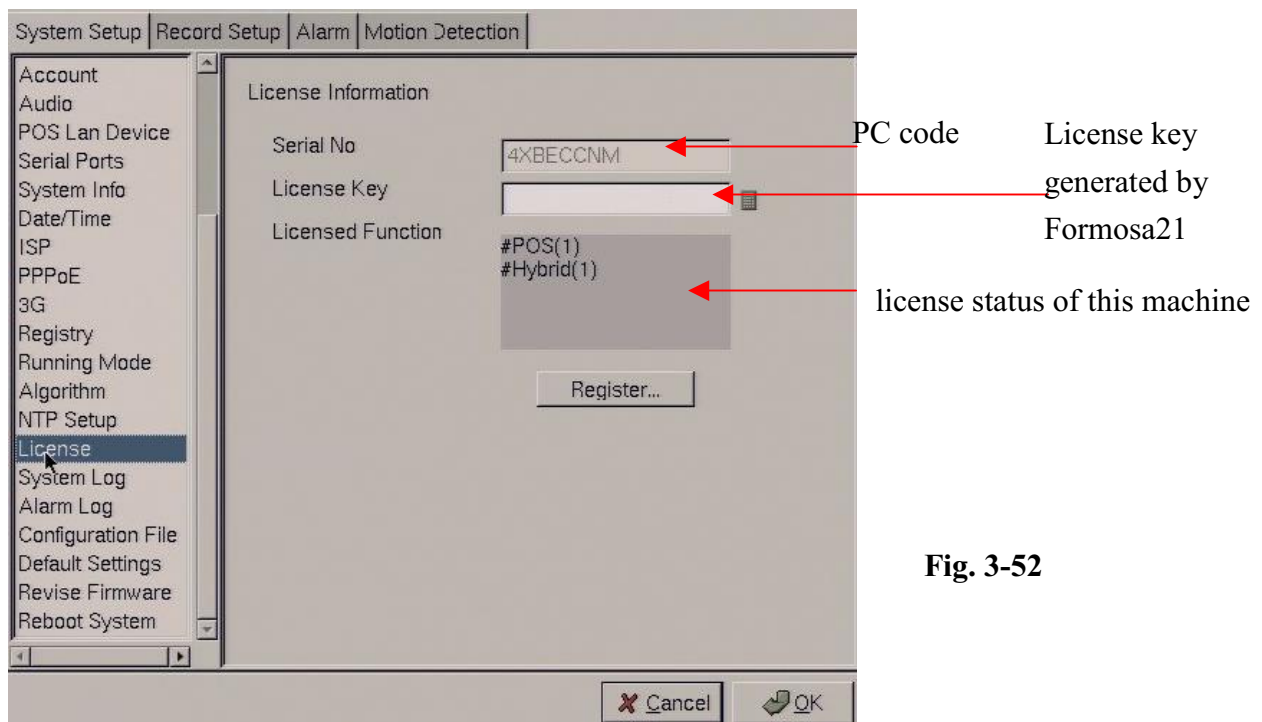 System Setup Record Setup Alarm Motion Detection
Account
Audio
POS Lan Device
Serial Ports
System Info
Date/Time
ISP
PPPoE
3G
Registry
Running Mode
Algorithm
NTP Setup
License
System Log
Alarm Log
Configuration File
Default Settings
Revise Firmware
Reboot System
License Information
Serial No 4XBECCNM
License Key
Licensed Function
#POS(1)
#Hybrid(1)
Register...
Cancel OK
PC code
License key
generated by
Formosa21
license status of this machine
Fig. 3-52